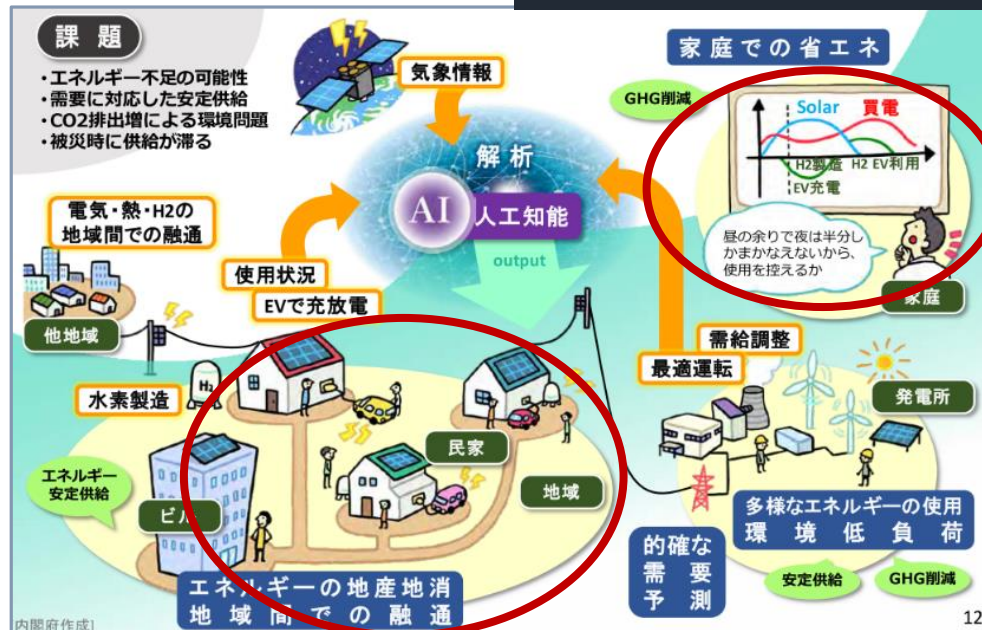 課題
・エネルギー不足の可能性
・需要に対応した安定供給
・CO2排出増による環境問題
・被災時に供給が滞る
気象情報
家庭での省エネ
GHG削減
Solar
買電
H2製造
H2 EV利用
EV充電
昼の余りで夜は半分し
かまかなえないから、
使用を控えるか
家庭
解析
AI
人工知能
output
電気・熱・H2の
地域間での融通
他地域
使用状況
EVで充放電
水素製造
H2
民家
地域
ビル
エネルギー
安定供給
エネルギーの地産地消
地域間での融通
需給調整
最適運転
発電所
多様なエネルギーの使用
環境低負荷
的確な
需要
予測
安定供給
GHG削減
内閣府作成]
12